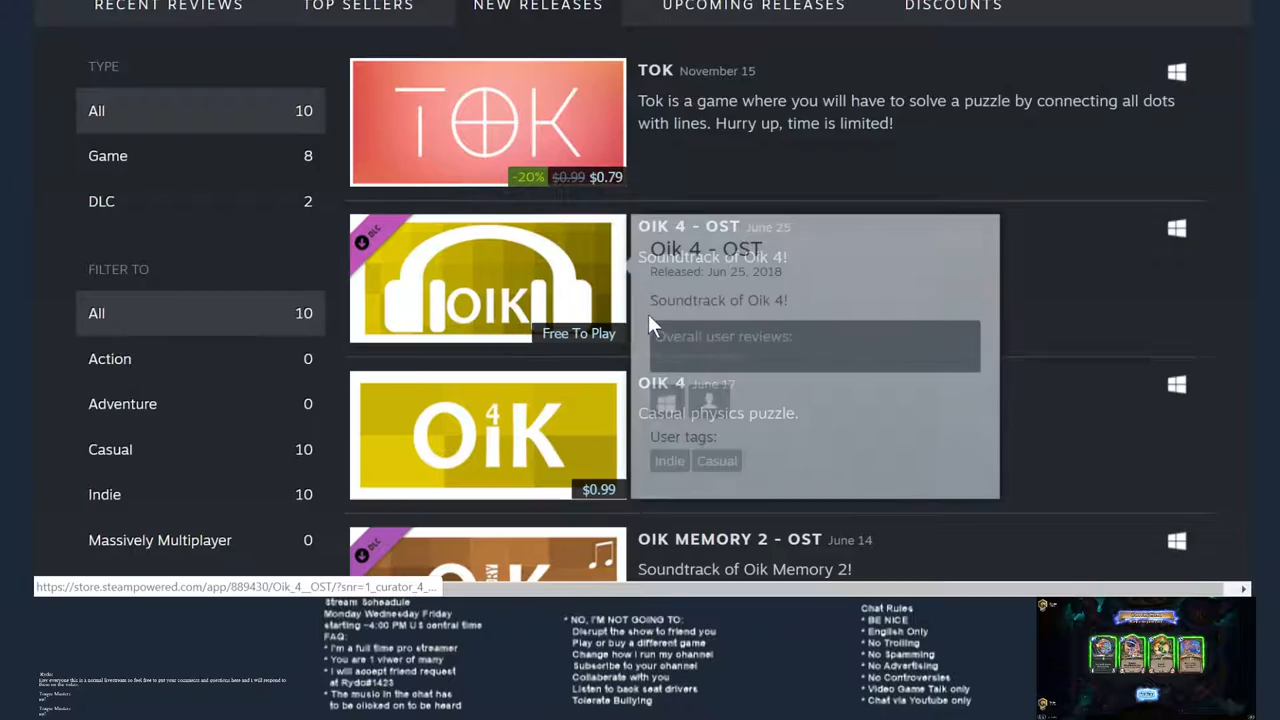 RECENT REVIEWS
TOP SELLERS
NEW RELEASES
UPCOMING RELEASES
DISCOUNTS
TYPE
All 10
Game 8
DLC 2
FILTER TO
All 10
Action 0
Adventure 0
Casual 10
Indie 10
Massively Multiplayer 0
TOK
-20% $0.99 $0.79
TOK November 15
Tok is a game where you will have to solve a puzzle by connecting all dots
with lines. Hurry up, time is limited!
DLC
OIK
Free To Play
OIK 4 - OST June 25
Soundtrack of Oik 4!
Oik 4 - OST
Released: Jun 25, 2018
Soundtrack of Oik 4!
Overall user reviews:
User tags:
Indie Casual
4
OiK
$0.99
OIK 4 June 17
Casual physics puzzle.
DLC
OIK MEMORY 2 - OST June 14
Soundtrack of Oik Memory 2!
https://store.steampowered.com/app/889430/Oik_4__OST/?snr=1_curator_4_...
Stream Scheadule
Monday Wednesday Friday
starting ~4:00 PM US central time
FAQ:
* I'm a full time pro streamer
* You are 1 viwer of many
* I will accept friend request
at Rydo#1423
* The music in the chat has
to be clicked on to be heard
* NO, I'M NOT GOING TO:
Disrupt the show to friend you
Play or buy a different game
Change how I run my channel
Subscribe to your channel
Collaborate with you
Listen to back seat drivers
Tolerate Bullying
Chat Rules
* BE NICE
* English Only
* No Trolling
* No Spamming
* No Advertising
* No Controversies
* Video Game Talk only
* Chat via Youtube only